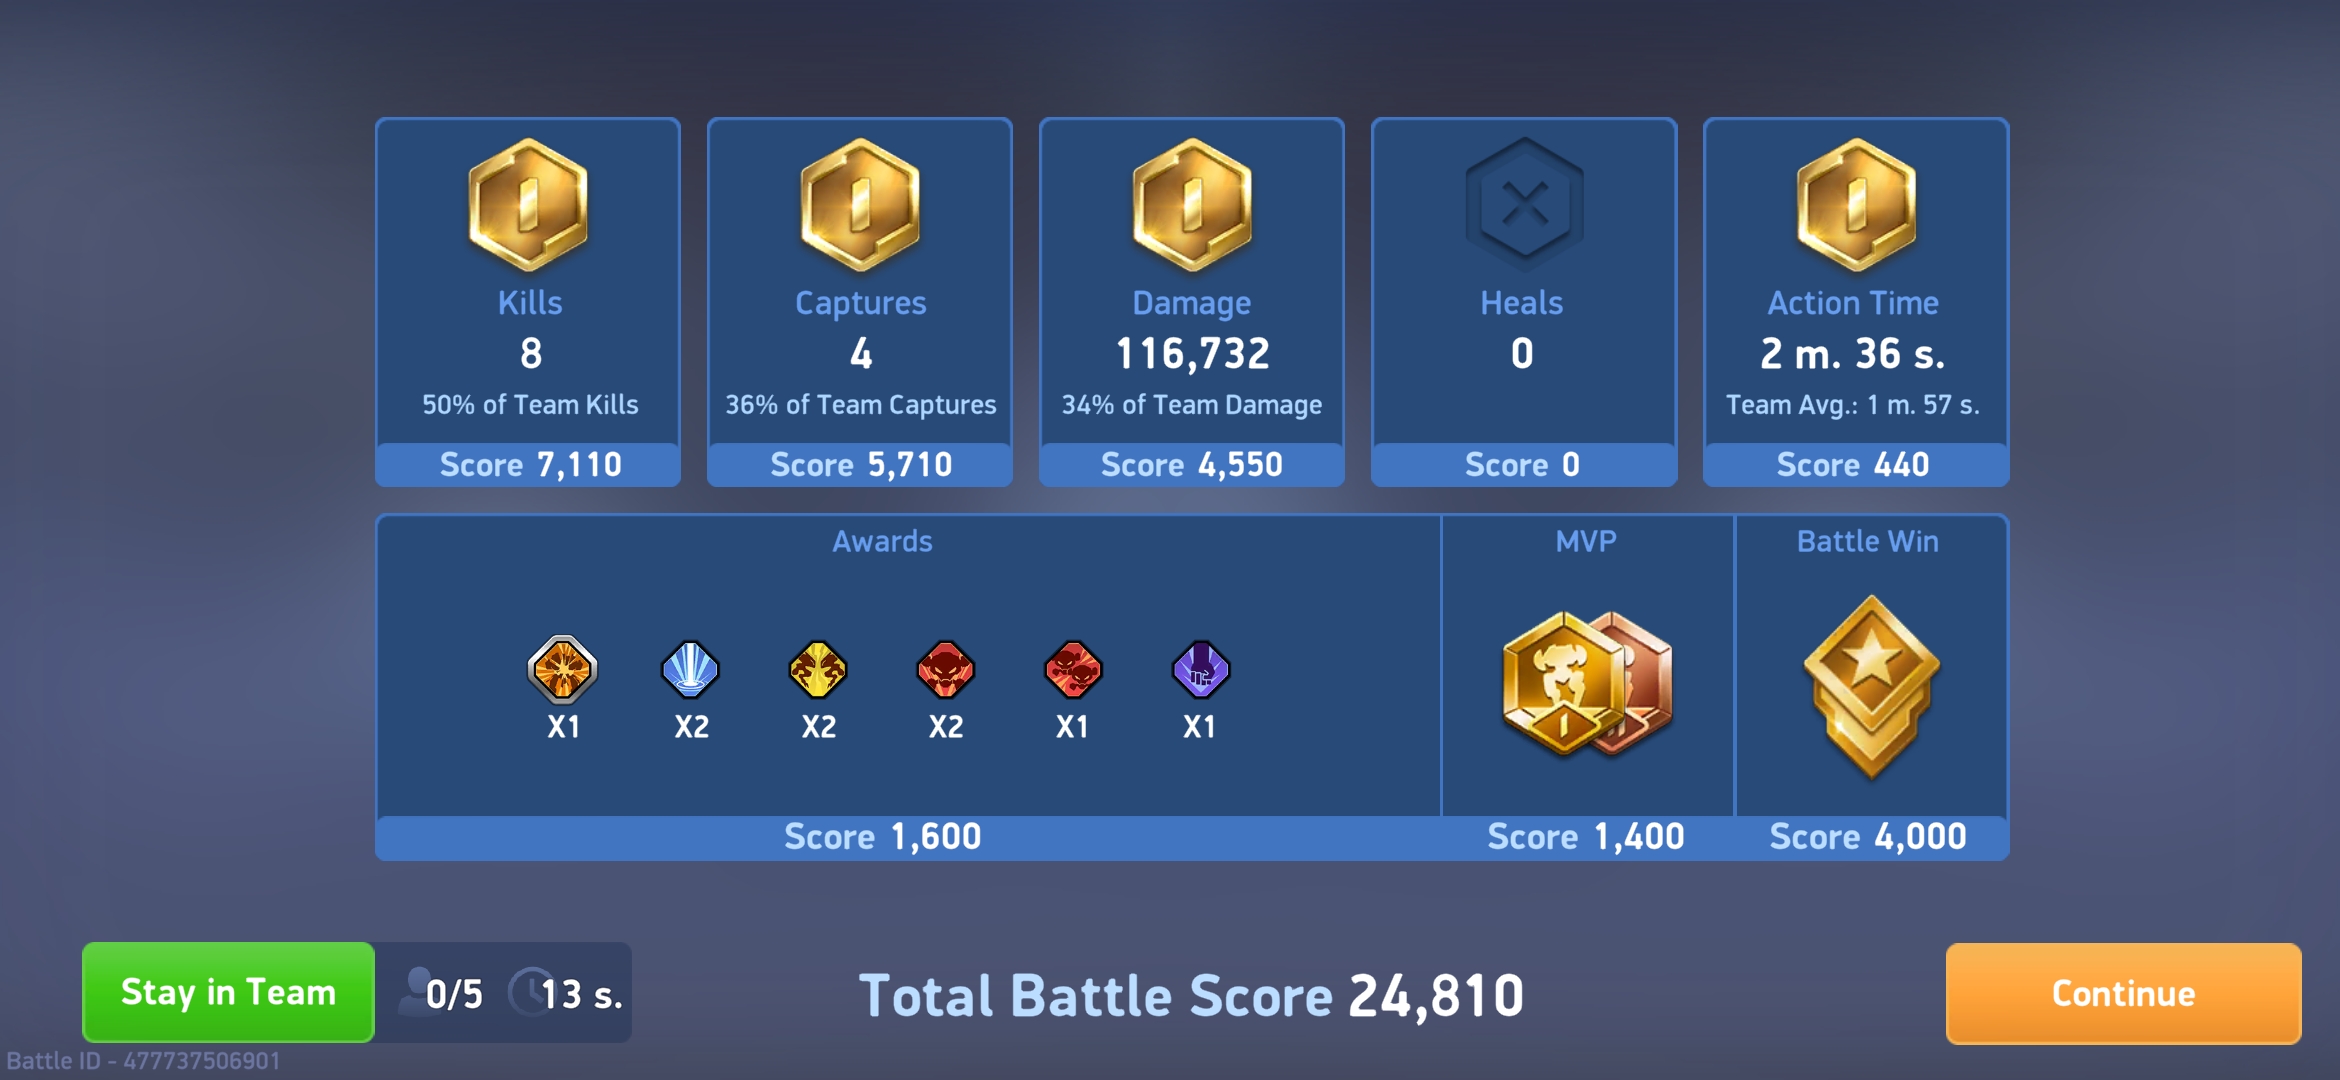 Kills
8
50% of Team Kills
Score 7,110
Captures
4
36% of Team Captures
Score 5,710
Damage
116,732
34% of Team Damage
Score 4,550
Heals
0
Score 0
Action Time
2 m. 36 s.
Team Avg.: 1 m. 57 s.
Score 440
Awards
X1 X2 X2 X2 X1 X1
Score 1,600
MVP
Score 1,400
Battle Win
Score 4,000
Stay in Team
0/5 13 s.
Total Battle Score 24,810
Continue
Battle ID - 477737506901